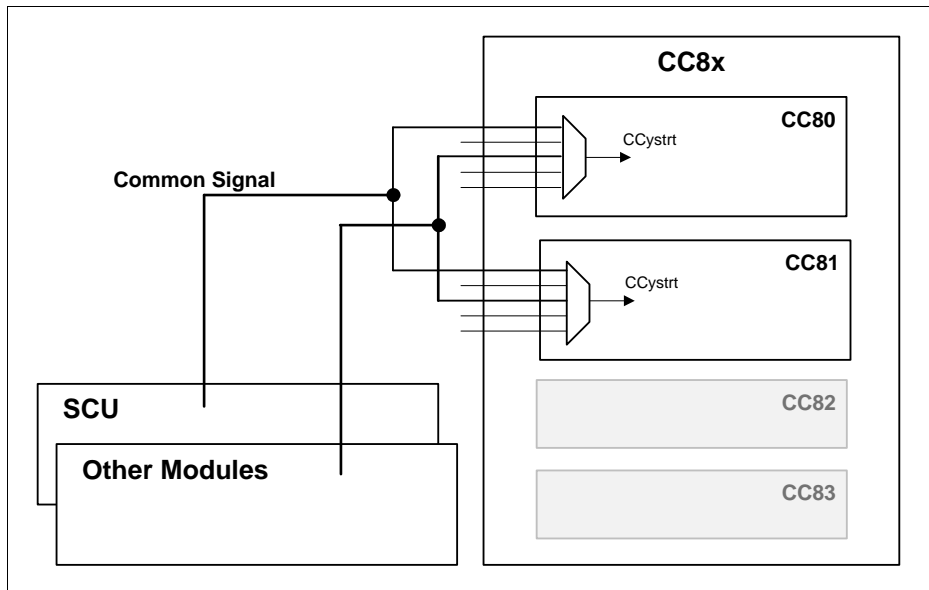 CC8x
CC80
CCystrt
Common Signal
CC81
CCystrt
SCU
CC82
Other Modules
CC83